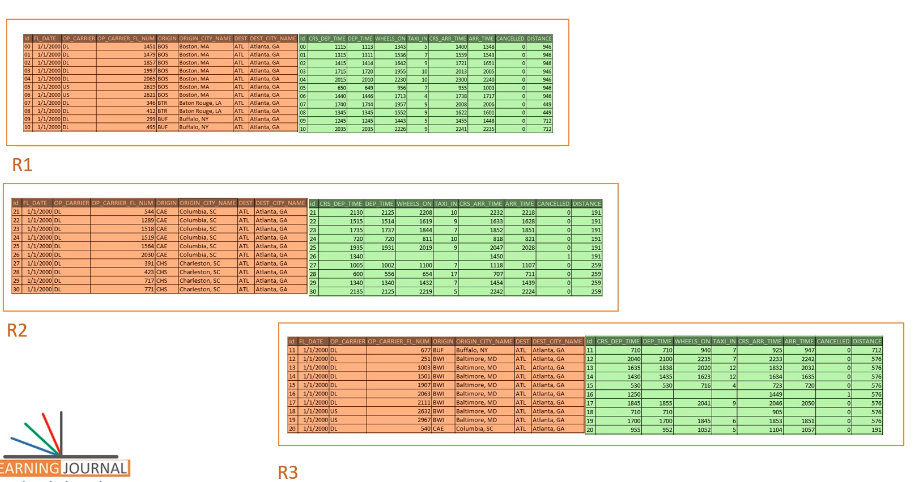 id FL_DATE OP_CARRIER OP_CARRIER_FL_NUM ORIGIN ORIGIN_CITY_NAME DEST DEST_CITY_NAME id CRS_DEP_TIME DEP_TIME WHEELS_ON TAXI_IN CRS_ARR_TIME ARR_TIME CANCELLED DISTANCE
00 1/1/2000 DL 1451 BOS Boston, MA ATL Atlanta, GA 00 1115 1113 1343 5 1400 1348 0 946
01 1/1/2000 DL 1479 BOS Boston, MA ATL Atlanta, GA 01 1315 1311 1536 7 1559 1543 0 946
02 1/1/2000 DL 1857 BOS Boston, MA ATL Atlanta, GA 02 1415 1414 1642 9 1721 1651 0 946
03 1/1/2000 DL 1997 BOS Boston, MA ATL Atlanta, GA 03 1715 1720 1955 10 2013 2005 0 946
04 1/1/2000 DL 2065 BOS Boston, MA ATL Atlanta, GA 04 2015 2010 2230 10 2300 2240 0 946
05 1/1/2000 US 2619 BOS Boston, MA ATL Atlanta, GA 05 650 649 956 7 955 1003 0 946
06 1/1/2000 US 2621 BOS Boston, MA ATL Atlanta, GA 06 1440 1446 1713 4 1738 1717 0 946
07 1/1/2000 DL 346 BTR Baton Rouge, LA ATL Atlanta, GA 07 1740 1744 1957 9 2008 2006 0 449
08 1/1/2000 DL 412 BTR Baton Rouge, LA ATL Atlanta, GA 08 1345 1345 1552 9 1622 1601 0 449
09 1/1/2000 DL 299 BUF Buffalo, NY ATL Atlanta, GA 09 1245 1245 1443 5 1455 1448 0 712
10 1/1/2000 DL 495 BUF Buffalo, NY ATL Atlanta, GA 10 2035 2035 2226 9 2241 2235 0 712
R1
id FL_DATE OP_CARRIER OP_CARRIER_FL_NUM ORIGIN ORIGIN_CITY_NAME DEST DEST_CITY_NAME id CRS_DEP_TIME DEP_TIME WHEELS_ON TAXI_IN CRS_ARR_TIME ARR_TIME CANCELLED DISTANCE
21 1/1/2000 DL 544 CAE Columbia, SC ATL Atlanta, GA 21 2130 2125 2208 10 2232 2218 0 191
22 1/1/2000 DL 1289 CAE Columbia, SC ATL Atlanta, GA 22 1515 1514 1619 9 1633 1628 0 191
23 1/1/2000 DL 1518 CAE Columbia, SC ATL Atlanta, GA 23 1735 1737 1844 7 1852 1851 0 191
24 1/1/2000 DL 1519 CAE Columbia, SC ATL Atlanta, GA 24 720 720 811 10 818 821 0 191
25 1/1/2000 DL 1564 CAE Columbia, SC ATL Atlanta, GA 25 1935 1931 2019 9 2047 2028 0 191
26 1/1/2000 DL 2030 CAE Columbia, SC ATL Atlanta, GA 26 1340 1450 1 191
27 1/1/2000 DL 391 CHS Charleston, SC ATL Atlanta, GA 27 1005 1002 1100 7 1118 1107 0 259
28 1/1/2000 DL 423 CHS Charleston, SC ATL Atlanta, GA 28 600 556 654 17 707 711 0 259
29 1/1/2000 DL 717 CHS Charleston, SC ATL Atlanta, GA 29 1340 1340 1432 7 1454 1439 0 259
30 1/1/2000 DL 771 CHS Charleston, SC ATL Atlanta, GA 30 2135 2125 2219 5 2242 2224 0 259
R2
id FL_DATE OP_CARRIER OP_CARRIER_FL_NUM ORIGIN ORIGIN_CITY_NAME DEST DEST_CITY_NAME id CRS_DEP_TIME DEP_TIME WHEELS_ON TAXI_IN CRS_ARR_TIME ARR_TIME CANCELLED DISTANCE
11 1/1/2000 DL 677 BUF Buffalo, NY ATL Atlanta, GA 11 710 710 940 7 925 947 0 712
12 1/1/2000 DL 251 BWI Baltimore, MD ATL Atlanta, GA 12 2040 2100 2235 7 2233 2242 0 576
13 1/1/2000 DL 1003 BWI Baltimore, MD ATL Atlanta, GA 13 1635 1838 2020 12 1832 2032 0 576
14 1/1/2000 DL 1501 BWI Baltimore, MD ATL Atlanta, GA 14 1430 1435 1623 12 1634 1635 0 576
15 1/1/2000 DL 1907 BWI Baltimore, MD ATL Atlanta, GA 15 530 530 716 4 723 720 0 576
16 1/1/2000 DL 2063 BWI Baltimore, MD ATL Atlanta, GA 16 1250 1449 1 576
17 1/1/2000 DL 2111 BWI Baltimore, MD ATL Atlanta, GA 17 1845 1855 2041 9 2046 2050 0 576
18 1/1/2000 US 2632 BWI Baltimore, MD ATL Atlanta, GA 18 710 710 905 0 576
19 1/1/2000 US 2967 BWI Baltimore, MD ATL Atlanta, GA 19 1700 1700 1845 6 1853 1851 0 576
20 1/1/2000 DL 540 CAE Columbia, SC ATL Atlanta, GA 20 955 952 1052 5 1104 1057 0 191
EARNING JOURNAL
R3